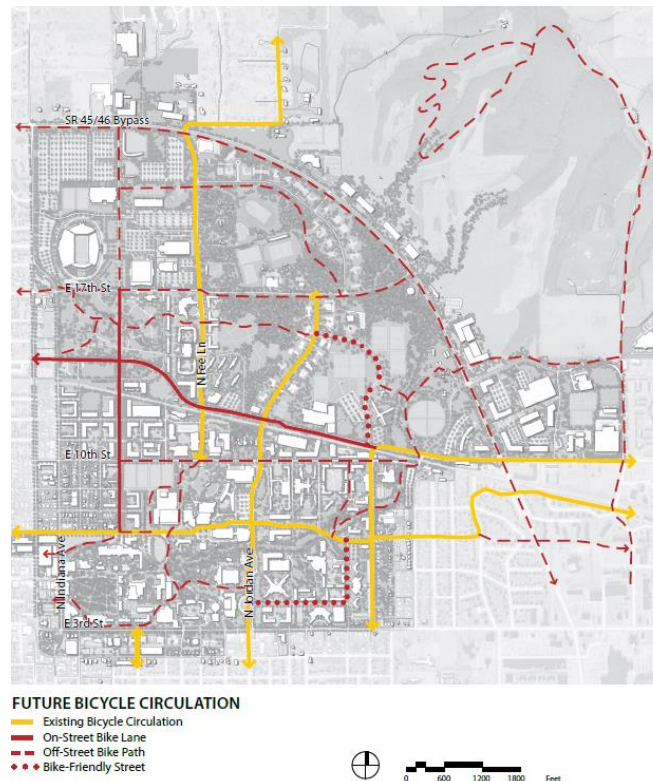 SR 45/46 Bypass
E 17th St
N Fee Ln
E 10th St
N Indiana Ave
N Jordan Ave
E 3rd St
FUTURE BICYCLE CIRCULATION
Existing Bicycle Circulation
On-Street Bike Lane
Off-Street Bike Path
Bike-Friendly Street
0 600 1200 1800 Feet